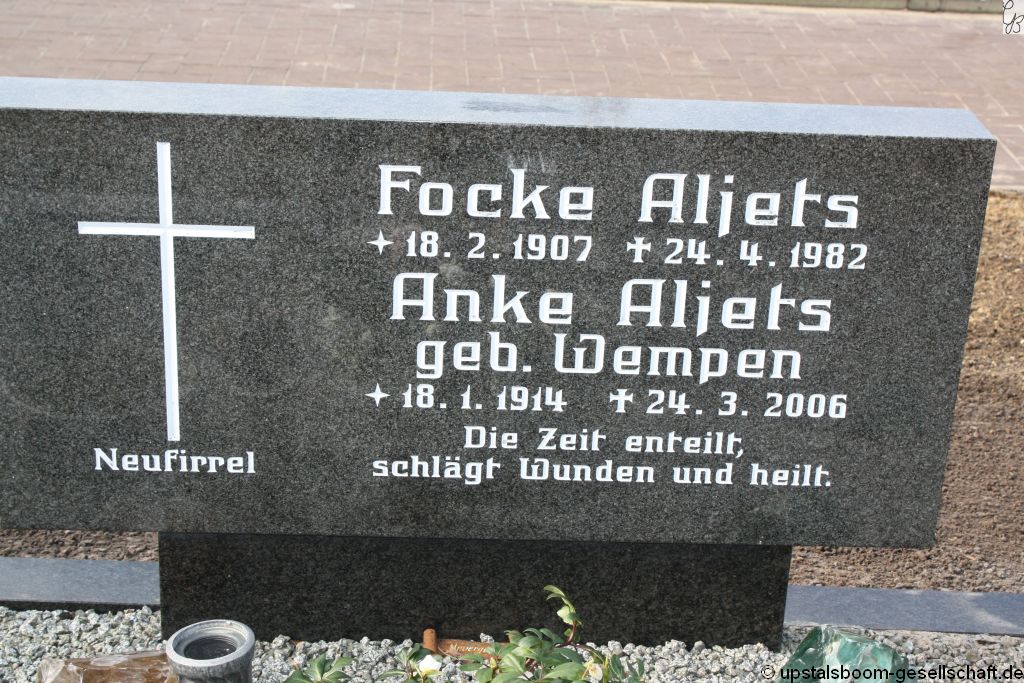 Focke Aljets
18. 2. 1907 24. 4. 1982
Anke Aljets
geb. Wempen
18. 1. 1914 24. 3. 2006
Die Zeit enteilt,
schlägt Wunden und heilt.
Neufirrel
© upstalsboom-gesellschaft.de